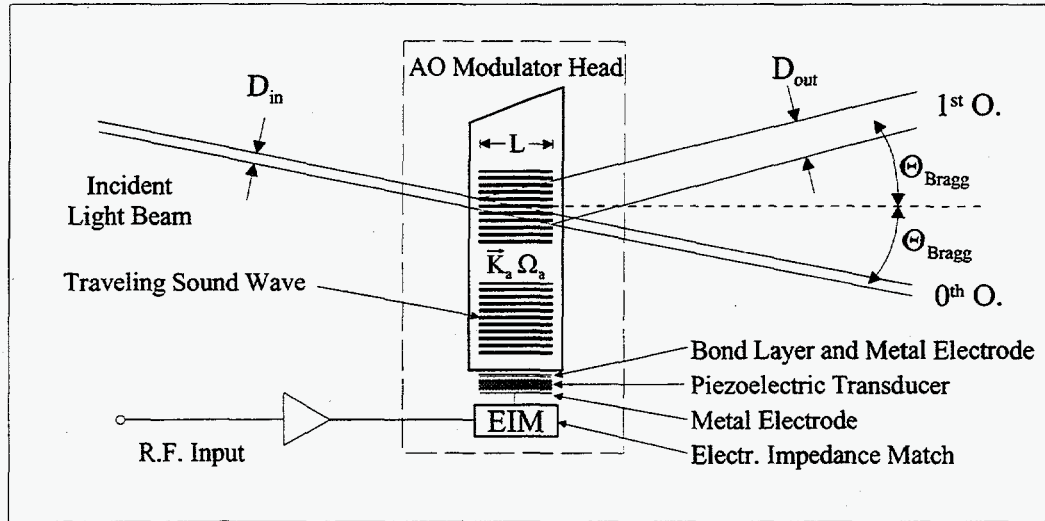 AO Modulator Head
D_in
D_out
1st O.
L
Θ_Bragg
Incident
Light Beam
Θ_Bragg
K⃗_a Ω_a
Traveling Sound Wave
0th O.
Bond Layer and Metal Electrode
Piezoelectric Transducer
Metal Electrode
EIM
R.F. Input
Electr. Impedance Match